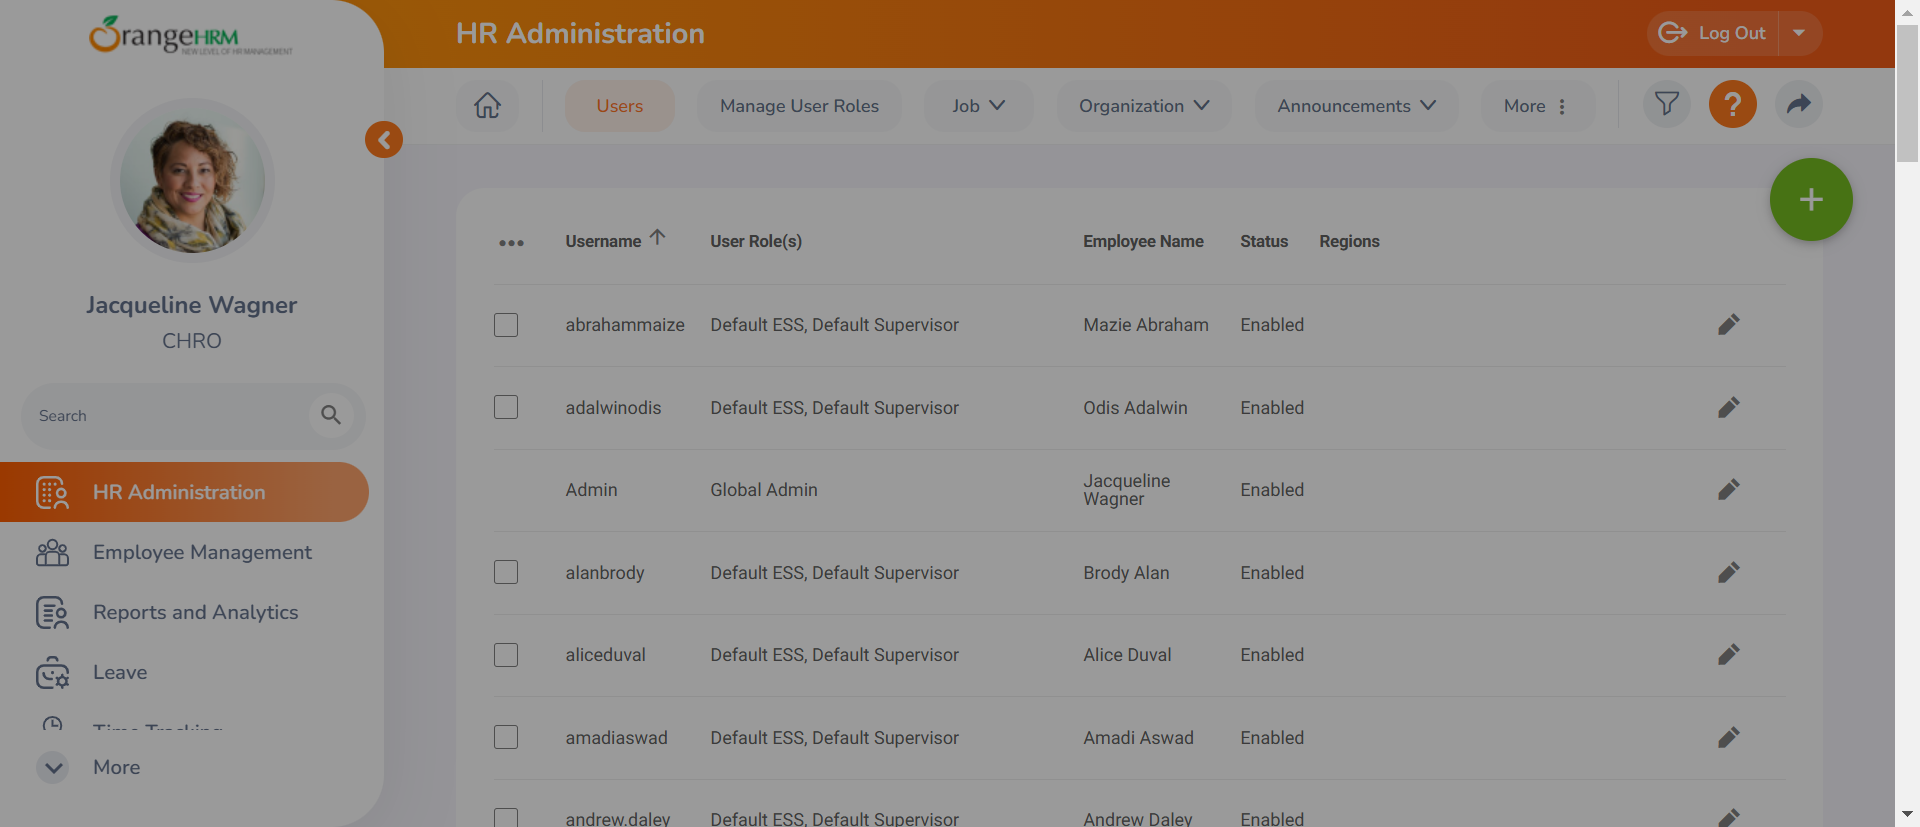 OrangeHRM
NEW LEVEL OF HR MANAGEMENT
HR Administration
Log Out
Users
Manage User Roles
Job
Organization
Announcements
More
?
Jacqueline Wagner
CHRO
Search
HR Administration
Employee Management
Reports and Analytics
Leave
Time Tracking
More
Username User Role(s) Employee Name Status Regions
abrahammaize Default ESS, Default Supervisor Mazie Abraham Enabled
adalwinodis Default ESS, Default Supervisor Odis Adalwin Enabled
Admin Global Admin Jacqueline Wagner Enabled
alanbrody Default ESS, Default Supervisor Brody Alan Enabled
aliceduval Default ESS, Default Supervisor Alice Duval Enabled
amadiaswad Default ESS, Default Supervisor Amadi Aswad Enabled
andrew.daley Default ESS, Default Supervisor Andrew Daley Enabled